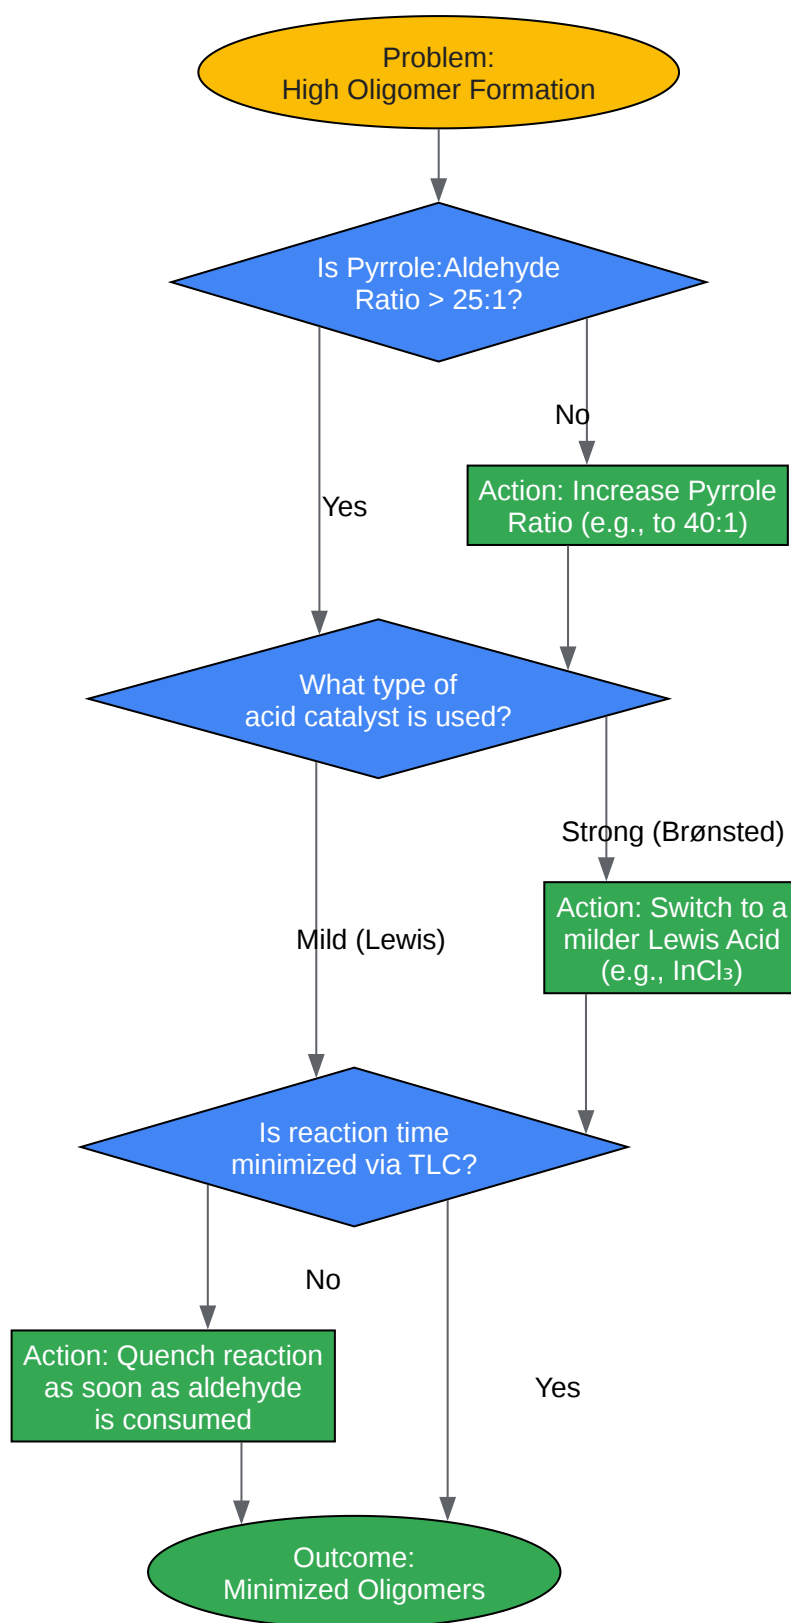 Problem:
High Oligomer Formation
Is Pyrrole:Aldehyde
Ratio > 25:1?
No
Action: Increase Pyrrole
Ratio (e.g., to 40:1)
Yes
What type of
acid catalyst is used?
Strong (Brønsted)
Action: Switch to a
milder Lewis Acid
(e.g., InCl₃)
Mild (Lewis)
Is reaction time
minimized via TLC?
No
Action: Quench reaction
as soon as aldehyde
is consumed
Yes
Outcome:
Minimized Oligomers